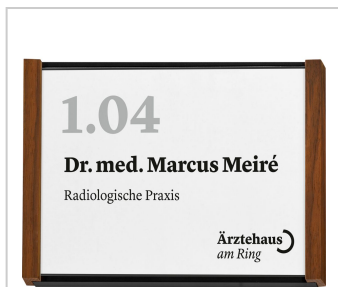 1.04
Dr. med. Marcus Meiré
Radiologische Praxis
Ärztehaus
am Ring